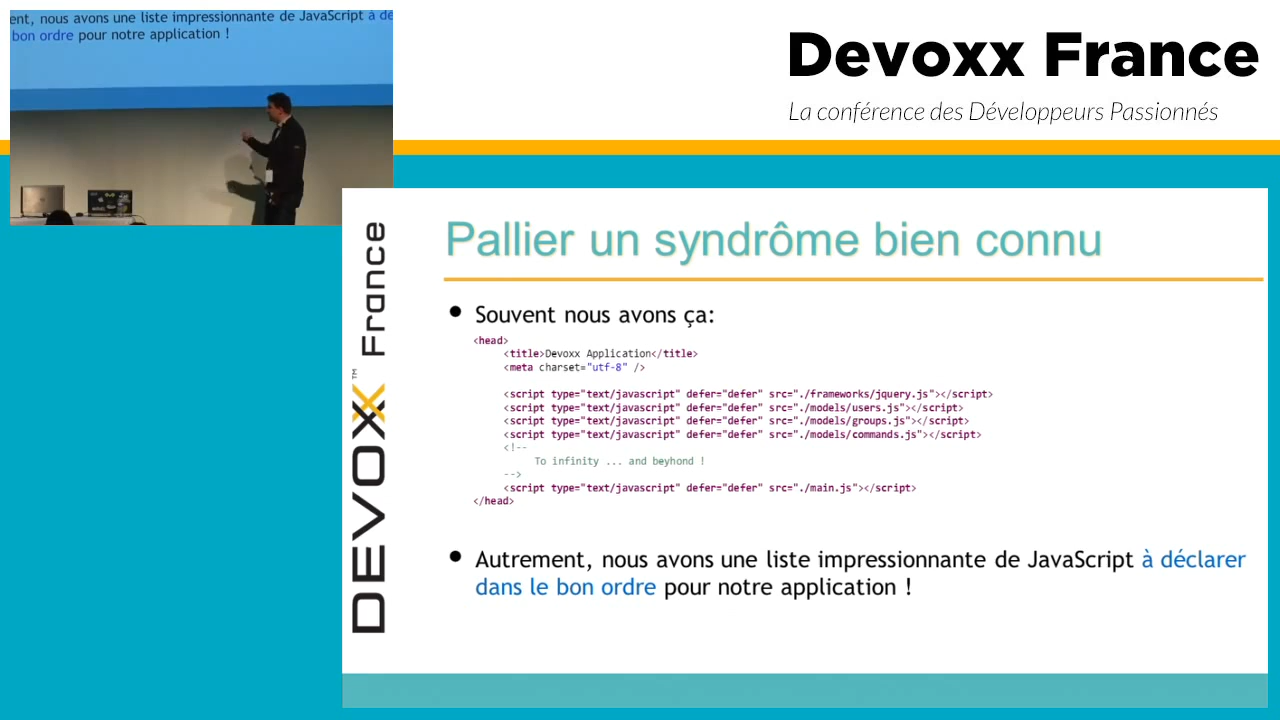 ent, nous avons une liste impressionnante de JavaScript à dé
bon ordre pour notre application !
Devoxx France
La conférence des Développeurs Passionnés
DEVOXX™ France
Pallier un syndrôme bien connu
• Souvent nous avons ça:
<head>
<title>Devoxx Application</title>
<meta charset="utf-8" />
<script type="text/javascript" defer="defer" src="./frameworks/jquery.js"></script>
<script type="text/javascript" defer="defer" src="./models/users.js"></script>
<script type="text/javascript" defer="defer" src="./models/groups.js"></script>
<script type="text/javascript" defer="defer" src="./models/commands.js"></script>
<!--
To infinity ... and beyhond !
-->
<script type="text/javascript" defer="defer" src="./main.js"></script>
</head>
• Autrement, nous avons une liste impressionnante de JavaScript à déclarer
dans le bon ordre pour notre application !